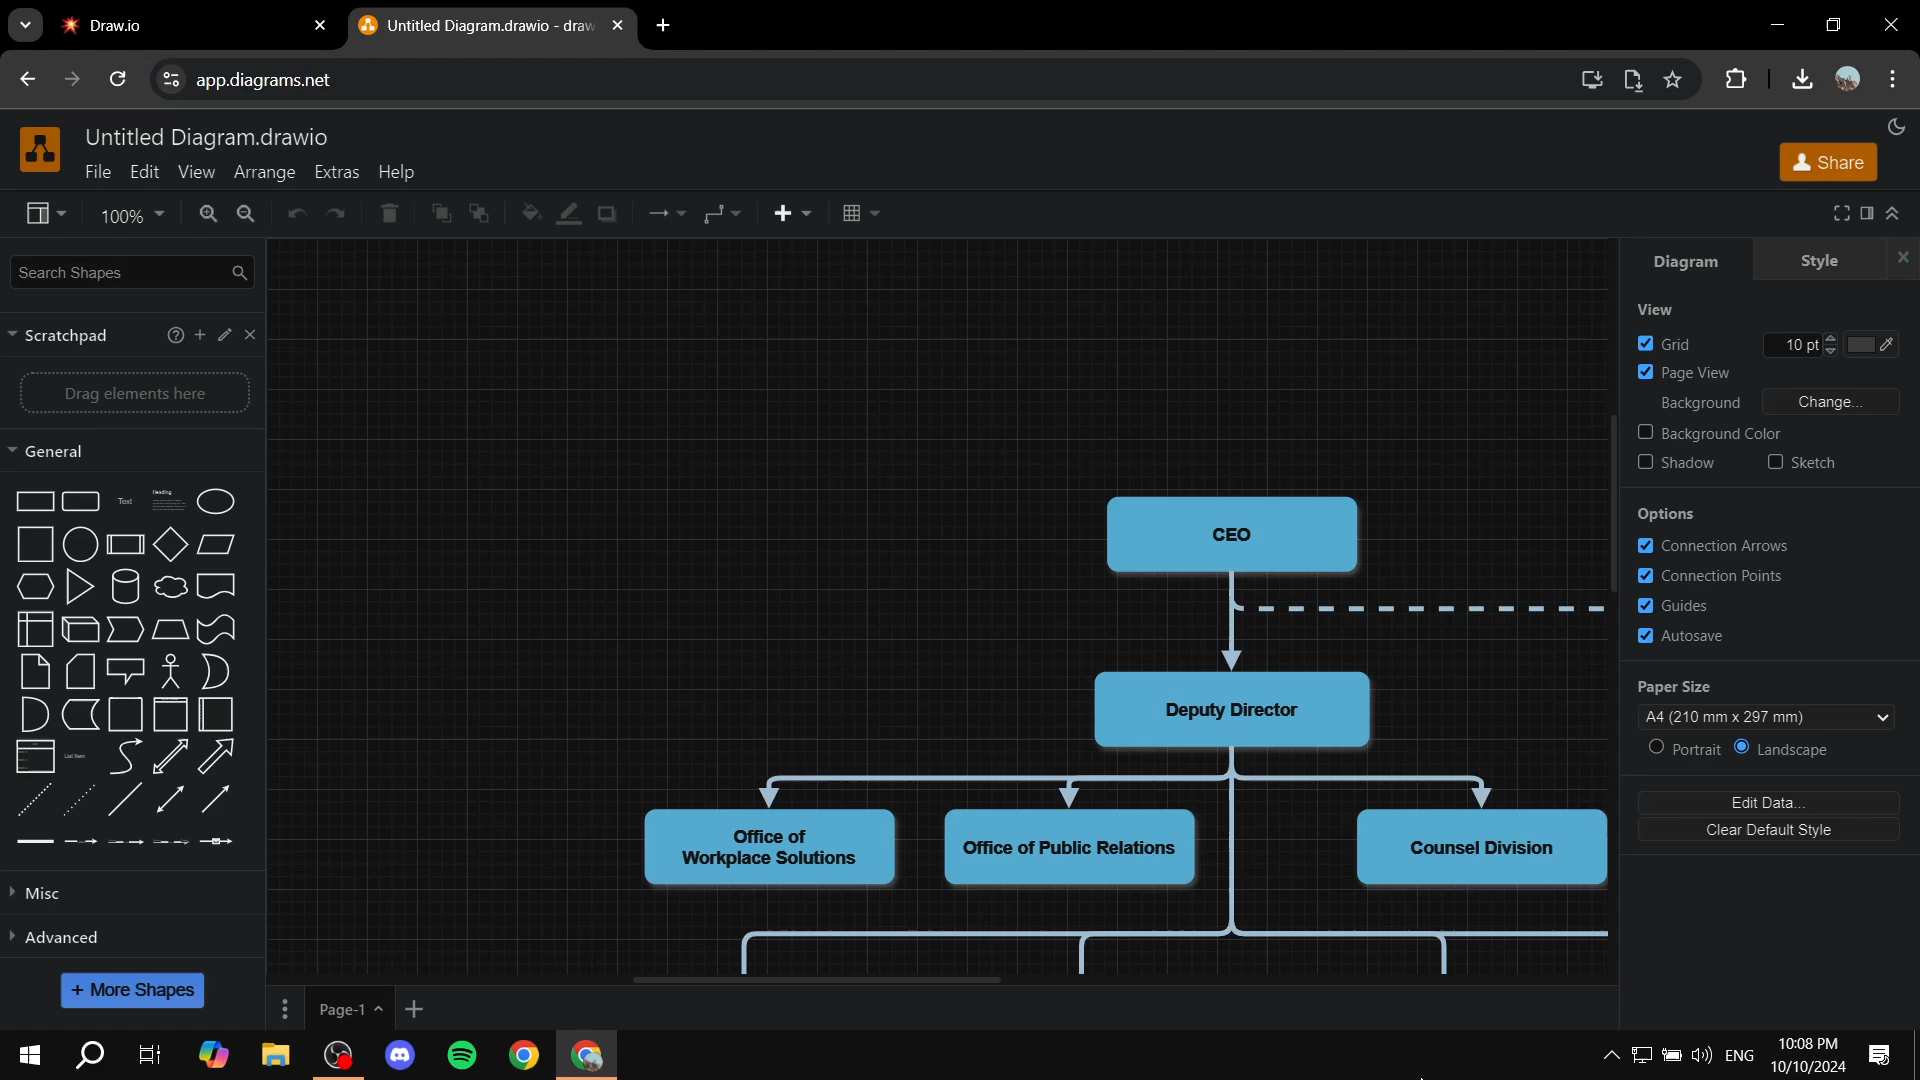 Draw.io
Untitled Diagram.drawio - draw
app.diagrams.net
Untitled Diagram.drawio
File Edit View Arrange Extras Help
Share
100%
Search Shapes
Scratchpad
Drag elements here
General
Text
Heading
List Item
Misc
Advanced
+ More Shapes
CEO
Deputy Director
Office of
Workplace Solutions
Office of Public Relations
Counsel Division
Page-1
Diagram
Style
View
Grid
10 pt
Page View
Background
Change...
Background Color
Shadow
Sketch
Options
Connection Arrows
Connection Points
Guides
Autosave
Paper Size
A4 (210 mm x 297 mm)
Portrait
Landscape
Edit Data...
Clear Default Style
ENG
10:08 PM
10/10/2024